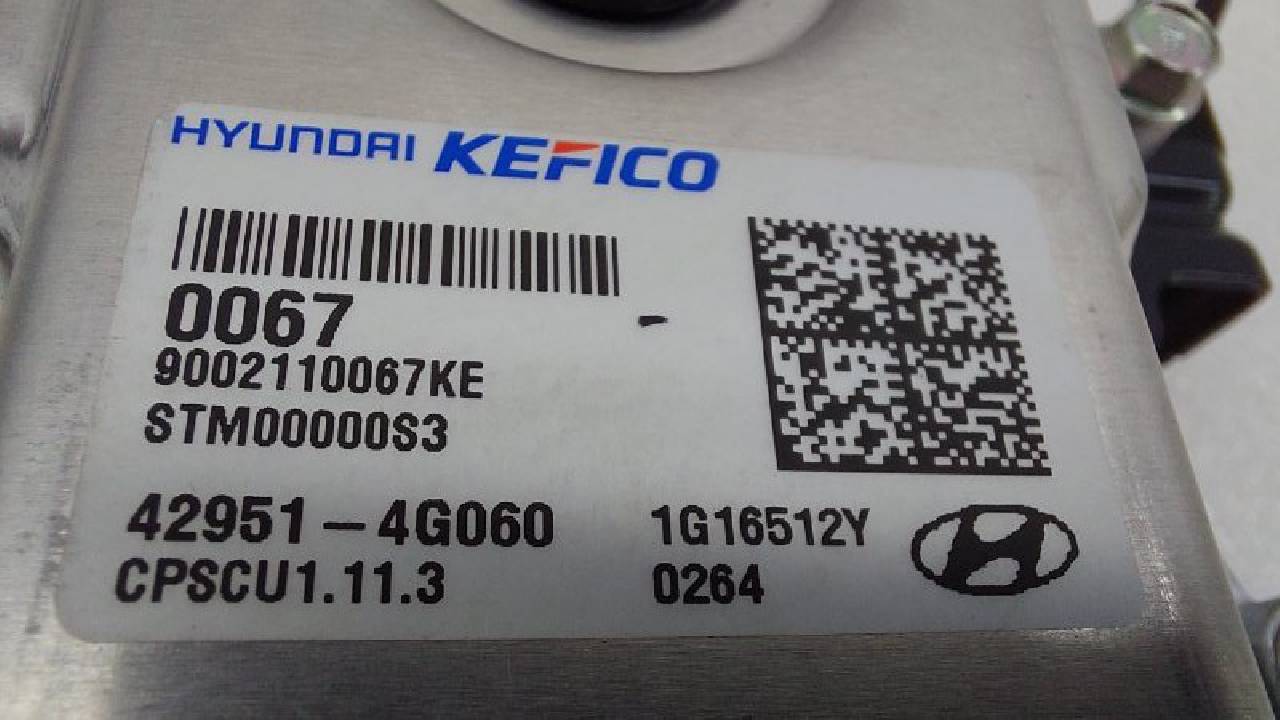 HYUNDAI KEFICO
0067
9002110067KE
STM00000S3
42951-4G060 1G16512Y
CPSCU1.11.3 0264